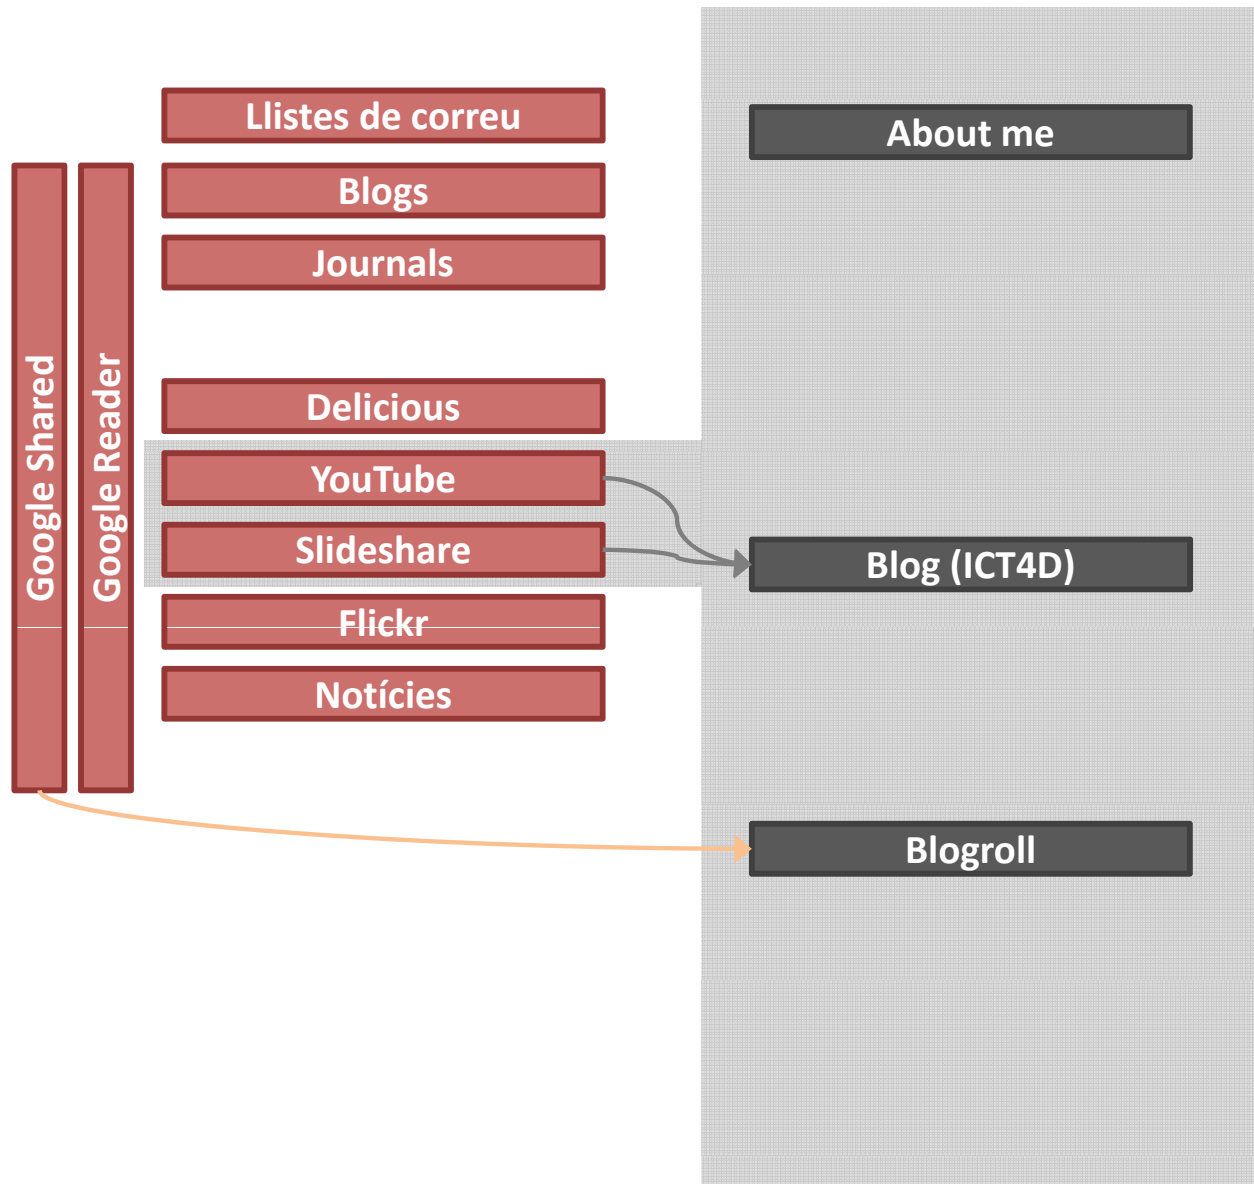 Llistes de correu
Blogs
Journals
Delicious
YouTube
Slideshare
Flickr
Notícies
Google Shared
Google Reader
About me
Blog (ICT4D)
Blogroll